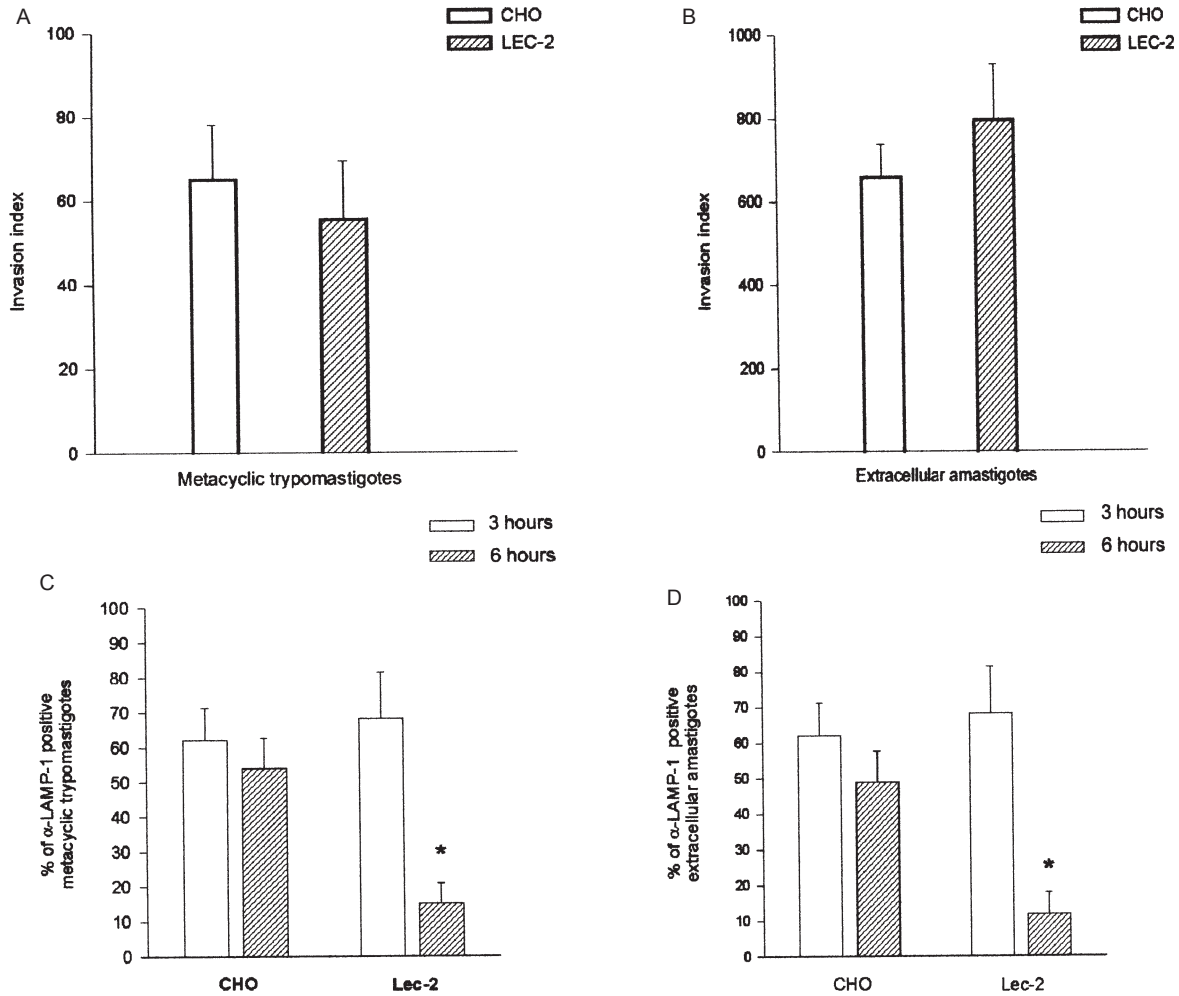 A
CHO
LEC-2
100
80
60
40
20
0
Invasion index
Metacyclic trypomastigotes
B
CHO
LEC-2
1000
800
600
400
200
0
Invasion index
Extracellular amastigotes
3 hours
6 hours
C
100
90
80
70
60
50
40
30
20
10
0
% of α-LAMP-1 positive
metacyclic trypomastigotes
*
CHO
Lec-2
3 hours
6 hours
D
100
90
80
70
60
50
40
30
20
10
0
% of α-LAMP-1 positive
extracellular amastigotes
*
CHO
Lec-2